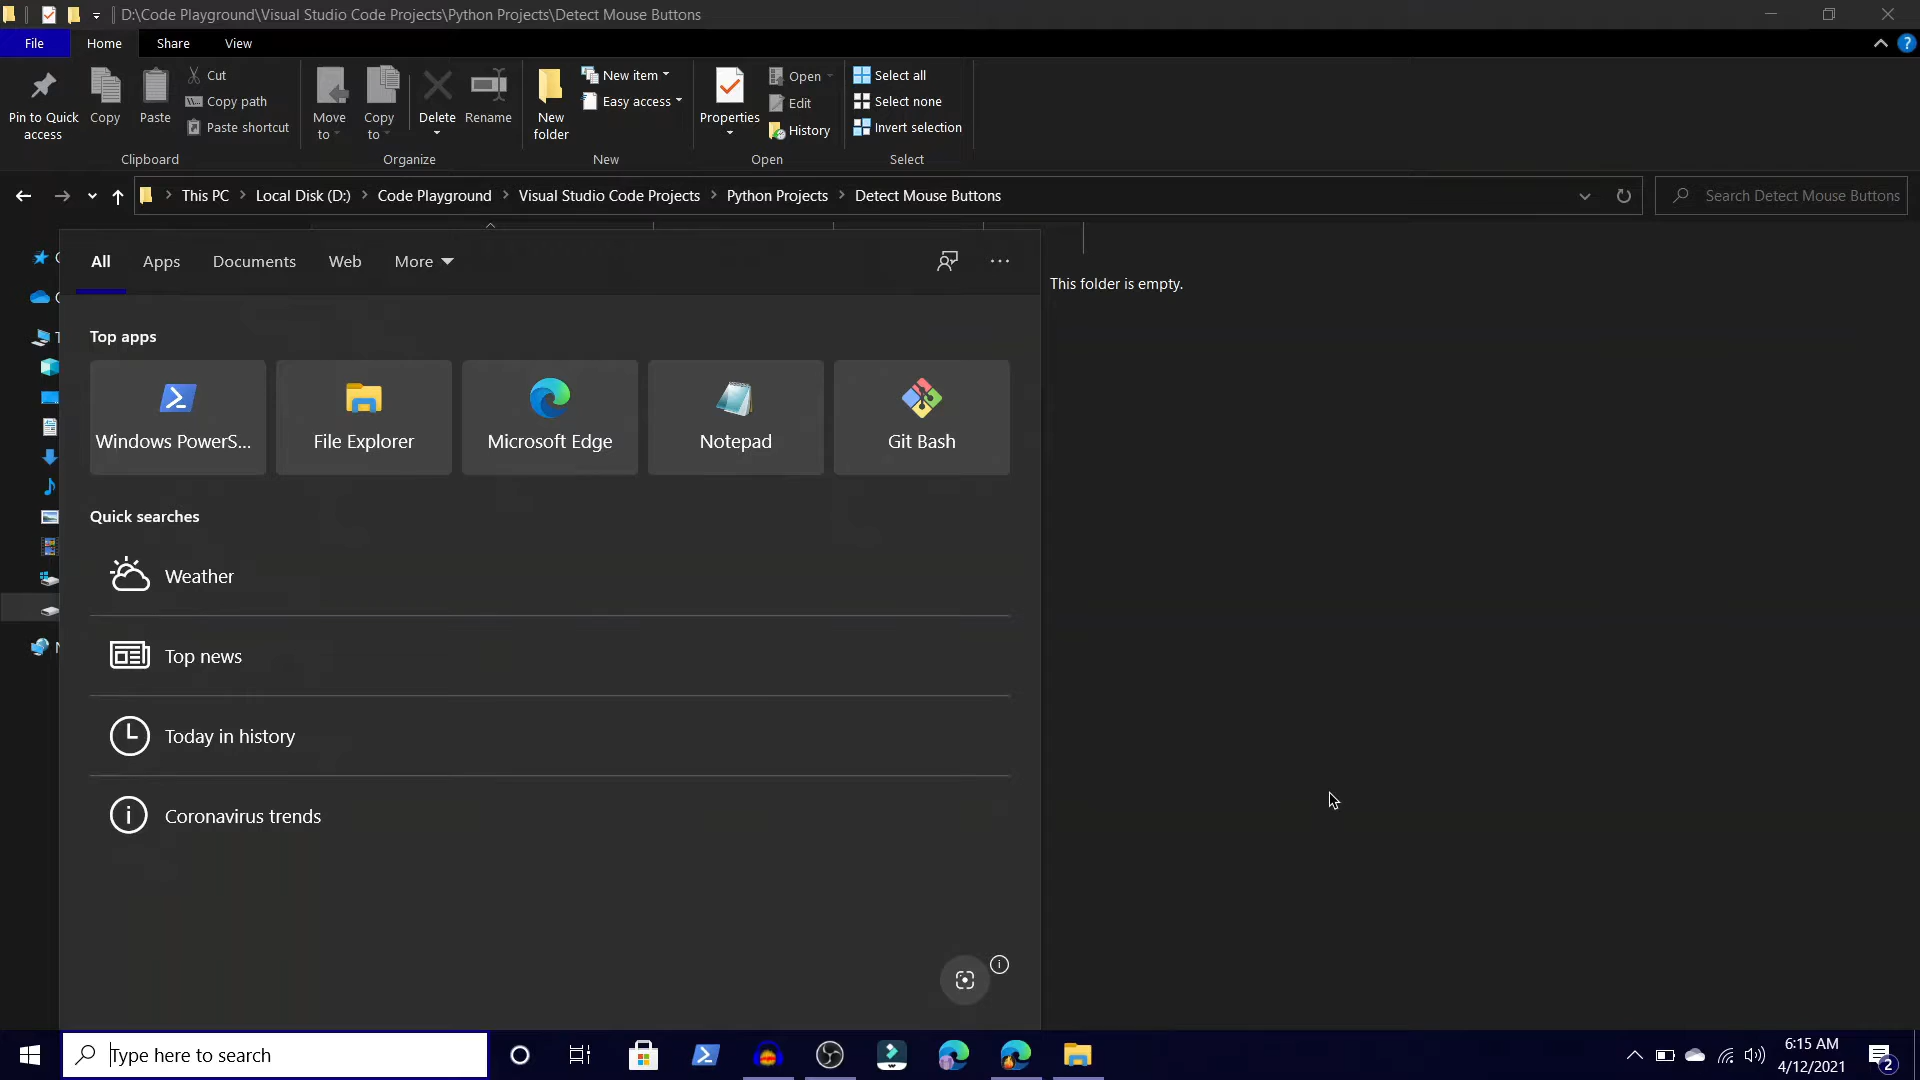 D:\Code Playground\Visual Studio Code Projects\Python Projects\Detect Mouse Buttons
File Home Share View
Pin to Quick access
Copy
Paste
Cut
Copy path
Paste shortcut
Clipboard
Move to
Copy to
Delete
Rename
Organize
New folder
New item
Easy access
New
Properties
Open
Edit
History
Open
Select all
Select none
Invert selection
Select
This PC Local Disk (D:) Code Playground Visual Studio Code Projects Python Projects Detect Mouse Buttons
Search Detect Mouse Buttons
All Apps Documents Web More
This folder is empty.
Top apps
Windows PowerS...
File Explorer
Microsoft Edge
Notepad
Git Bash
Quick searches
Weather
Top news
Today in history
Coronavirus trends
Type here to search
6:15 AM
4/12/2021
2